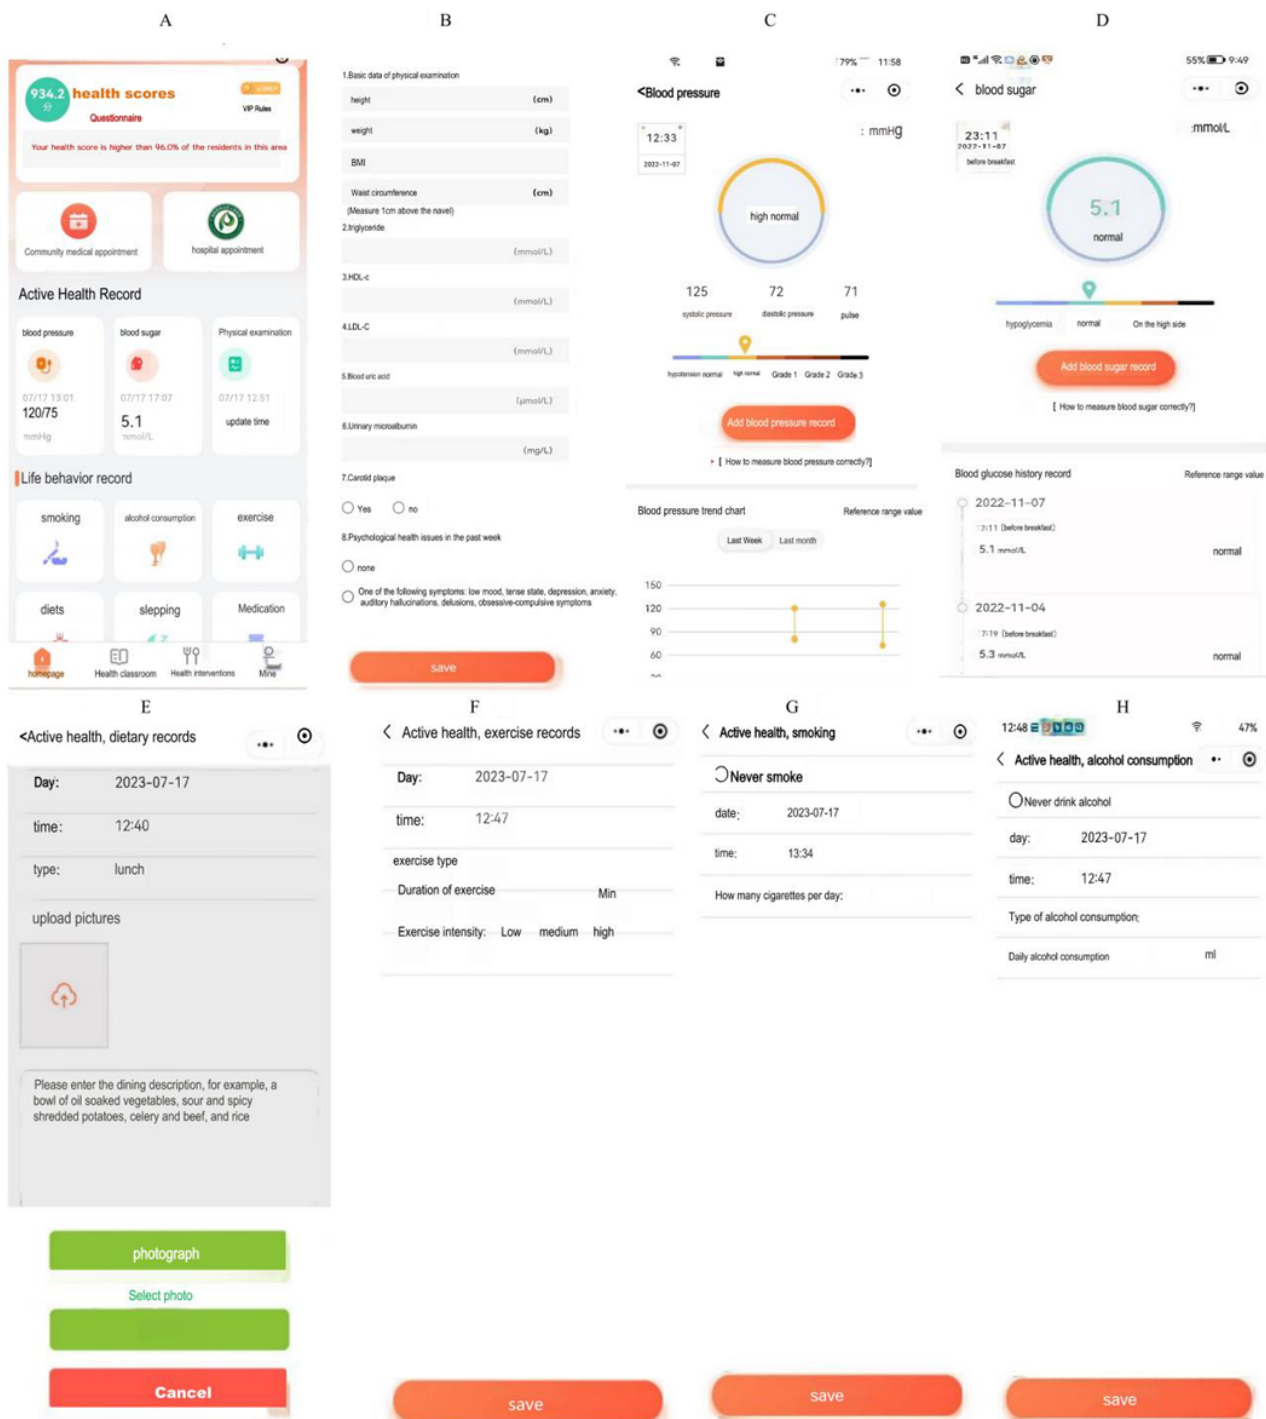 A
934.2
分
health scores
Questionnaire
VIP Rules
Your health score is higher than 96.0% of the residents in this area
Community medical appointment
hospital appointment
Active Health Record
blood pressure
07/17 13:01
120/75
mmHg
blood sugar
07/17 17:07
5.1
mmol/L
Physical examination
07/17 12:51
update time
Life behavior record
smoking
alcohol consumption
exercise
diets
slepping
Medication
homepage
Health classroom
Health interventions
Mine
B
1.Basic data of physical examination
height (cm)
weight (kg)
BMI
Waist circumference (cm)
(Measure 1cm above the navel)
2.triglyceride
(mmol/L)
3.HDL-c
(mmol/L)
4.LDL-C
(mmol/L)
5.Blood uric acid
(μmol/L)
6.Urinary microalbumin
(mg/L)
7.Carotid plaque
Yes no
8.Psychological health issues in the past week
none
One of the following symptoms: low mood, tense state, depression, anxiety,
auditory hallucinations, delusions, obsessive-compulsive symptoms
save
C
79% 11:58
<Blood pressure
12:33
2022-11-07
: mmHg
high normal
125 72 71
systolic pressure diastolic pressure pulse
hypotension normal high normal Grade 1 Grade 2 Grade 3
Add blood pressure record
[ How to measure blood pressure correctly?]
Blood pressure trend chart Reference range value
Last Week Last month
150
120
90
60
D
55% 9:49
< blood sugar
23:11
2022-11-07
before breakfast
:mmol/L
5.1
normal
hypoglycemia normal On the high side
Add blood sugar record
[ How to measure blood sugar correctly?]
Blood glucose history record Reference range value
2022-11-07
7:11 (before breakfast)
5.1 mmol/L normal
2022-11-04
7:19 (before breakfast)
5.3 mmol/L normal
E
<Active health, dietary records
Day: 2023-07-17
time: 12:40
type: lunch
upload pictures
Please enter the dining description, for example, a
bowl of oil soaked vegetables, sour and spicy
shredded potatoes, celery and beef, and rice
photograph
Select photo
Cancel
F
< Active health, exercise records
Day: 2023-07-17
time: 12:47
exercise type
Duration of exercise Min
Exercise intensity: Low medium high
save
G
< Active health, smoking
Never smoke
date: 2023-07-17
time: 13:34
How many cigarettes per day:
save
H
12:48 47%
< Active health, alcohol consumption
Never drink alcohol
day: 2023-07-17
time: 12:47
Type of alcohol consumption:
Daily alcohol consumption ml
save